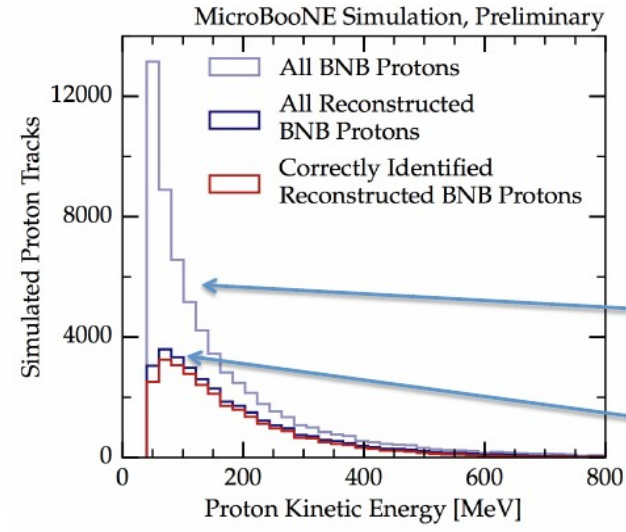 MicroBooNE Simulation, Preliminary
All BNB Protons
All Reconstructed
BNB Protons
Correctly Identified
Reconstructed BNB Protons
Simulated Proton Tracks
12000
8000
4000
0
0 200 400 600 800
Proton Kinetic Energy [MeV]